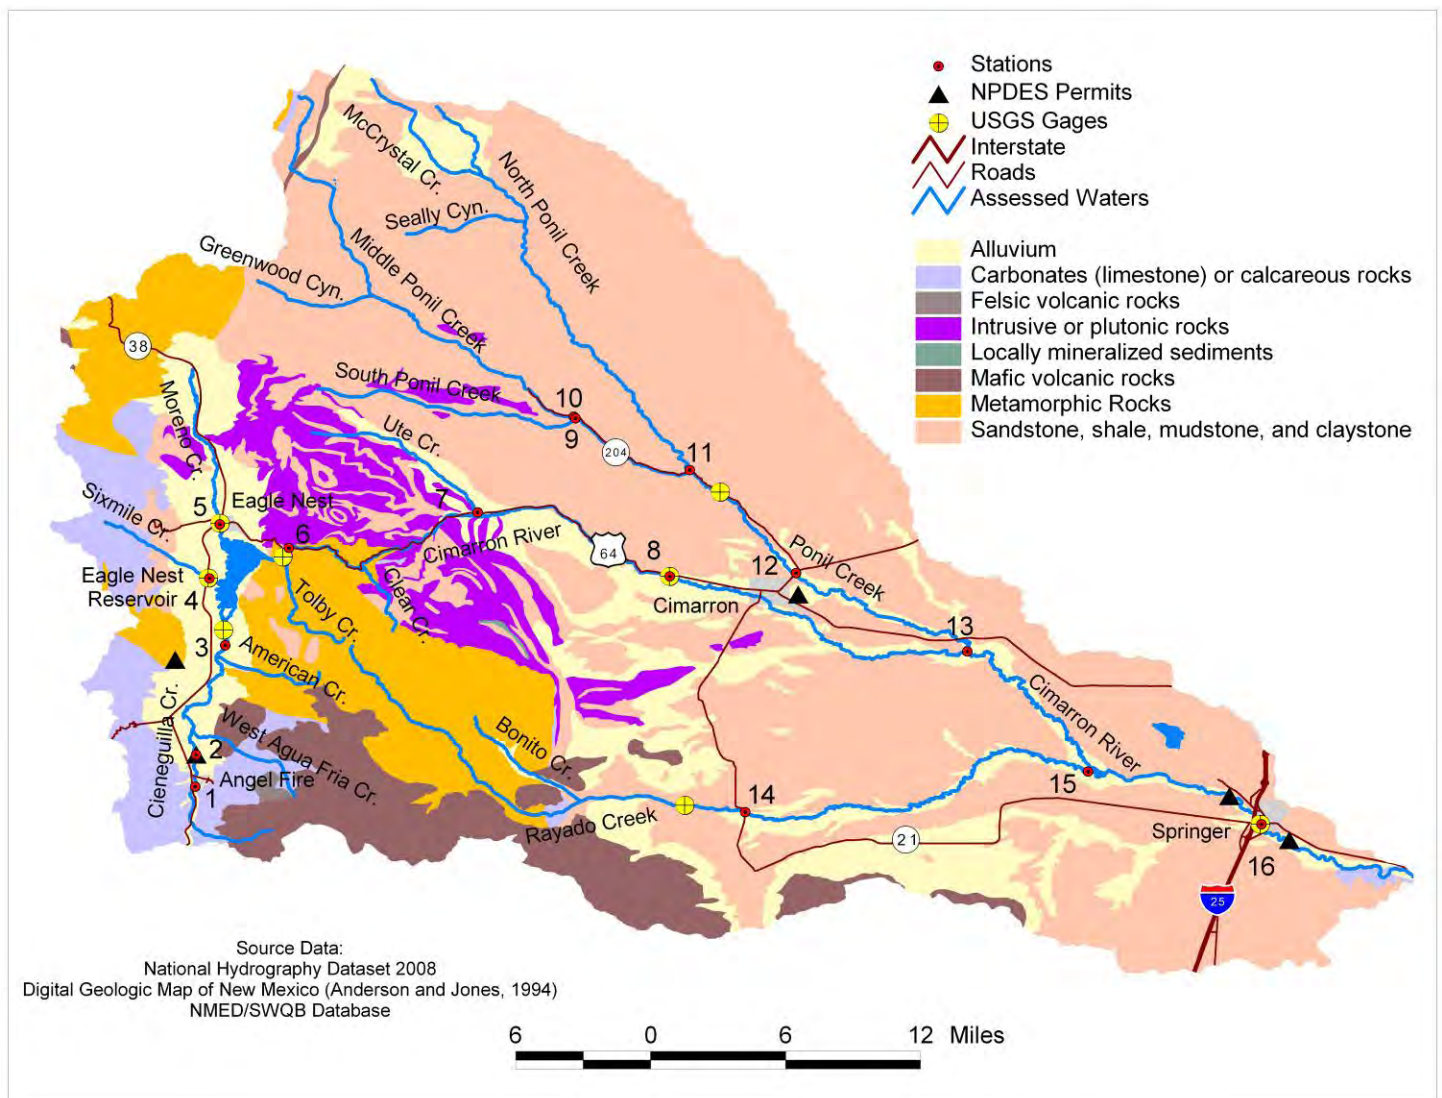 Stations
NPDES Permits
USGS Gages
Interstate
Roads
Assessed Waters
Alluvium
Carbonates (limestone) or calcareous rocks
Felsic volcanic rocks
Intrusive or plutonic rocks
Locally mineralized sediments
Mafic volcanic rocks
Metamorphic Rocks
Sandstone, shale, mudstone, and claystone
McCrystal Cr.
North Ponil Creek
Seally Cyn.
Greenwood Cyn.
Middle Ponil Creek
38
South Ponil Creek
Moreno Cr.
Ute Cr.
10
9
204
11
Sixmile Cr.
5
Eagle Nest
7
6
Cimarron River
64
8
12
Ponil Creek
Eagle Nest
Reservoir
4
Tolby Cr.
Clear Cr.
Cimarron
13
3
American Cr.
Cieneguilla Cr.
West Agua Fria Cr.
Bonito Cr.
Cimarron River
2
Angel Fire
1
15
14
Rayado Creek
21
Springer
16
25
Source Data:
National Hydrography Dataset 2008
Digital Geologic Map of New Mexico (Anderson and Jones, 1994)
NMED/SWQB Database
6 0 6 12 Miles